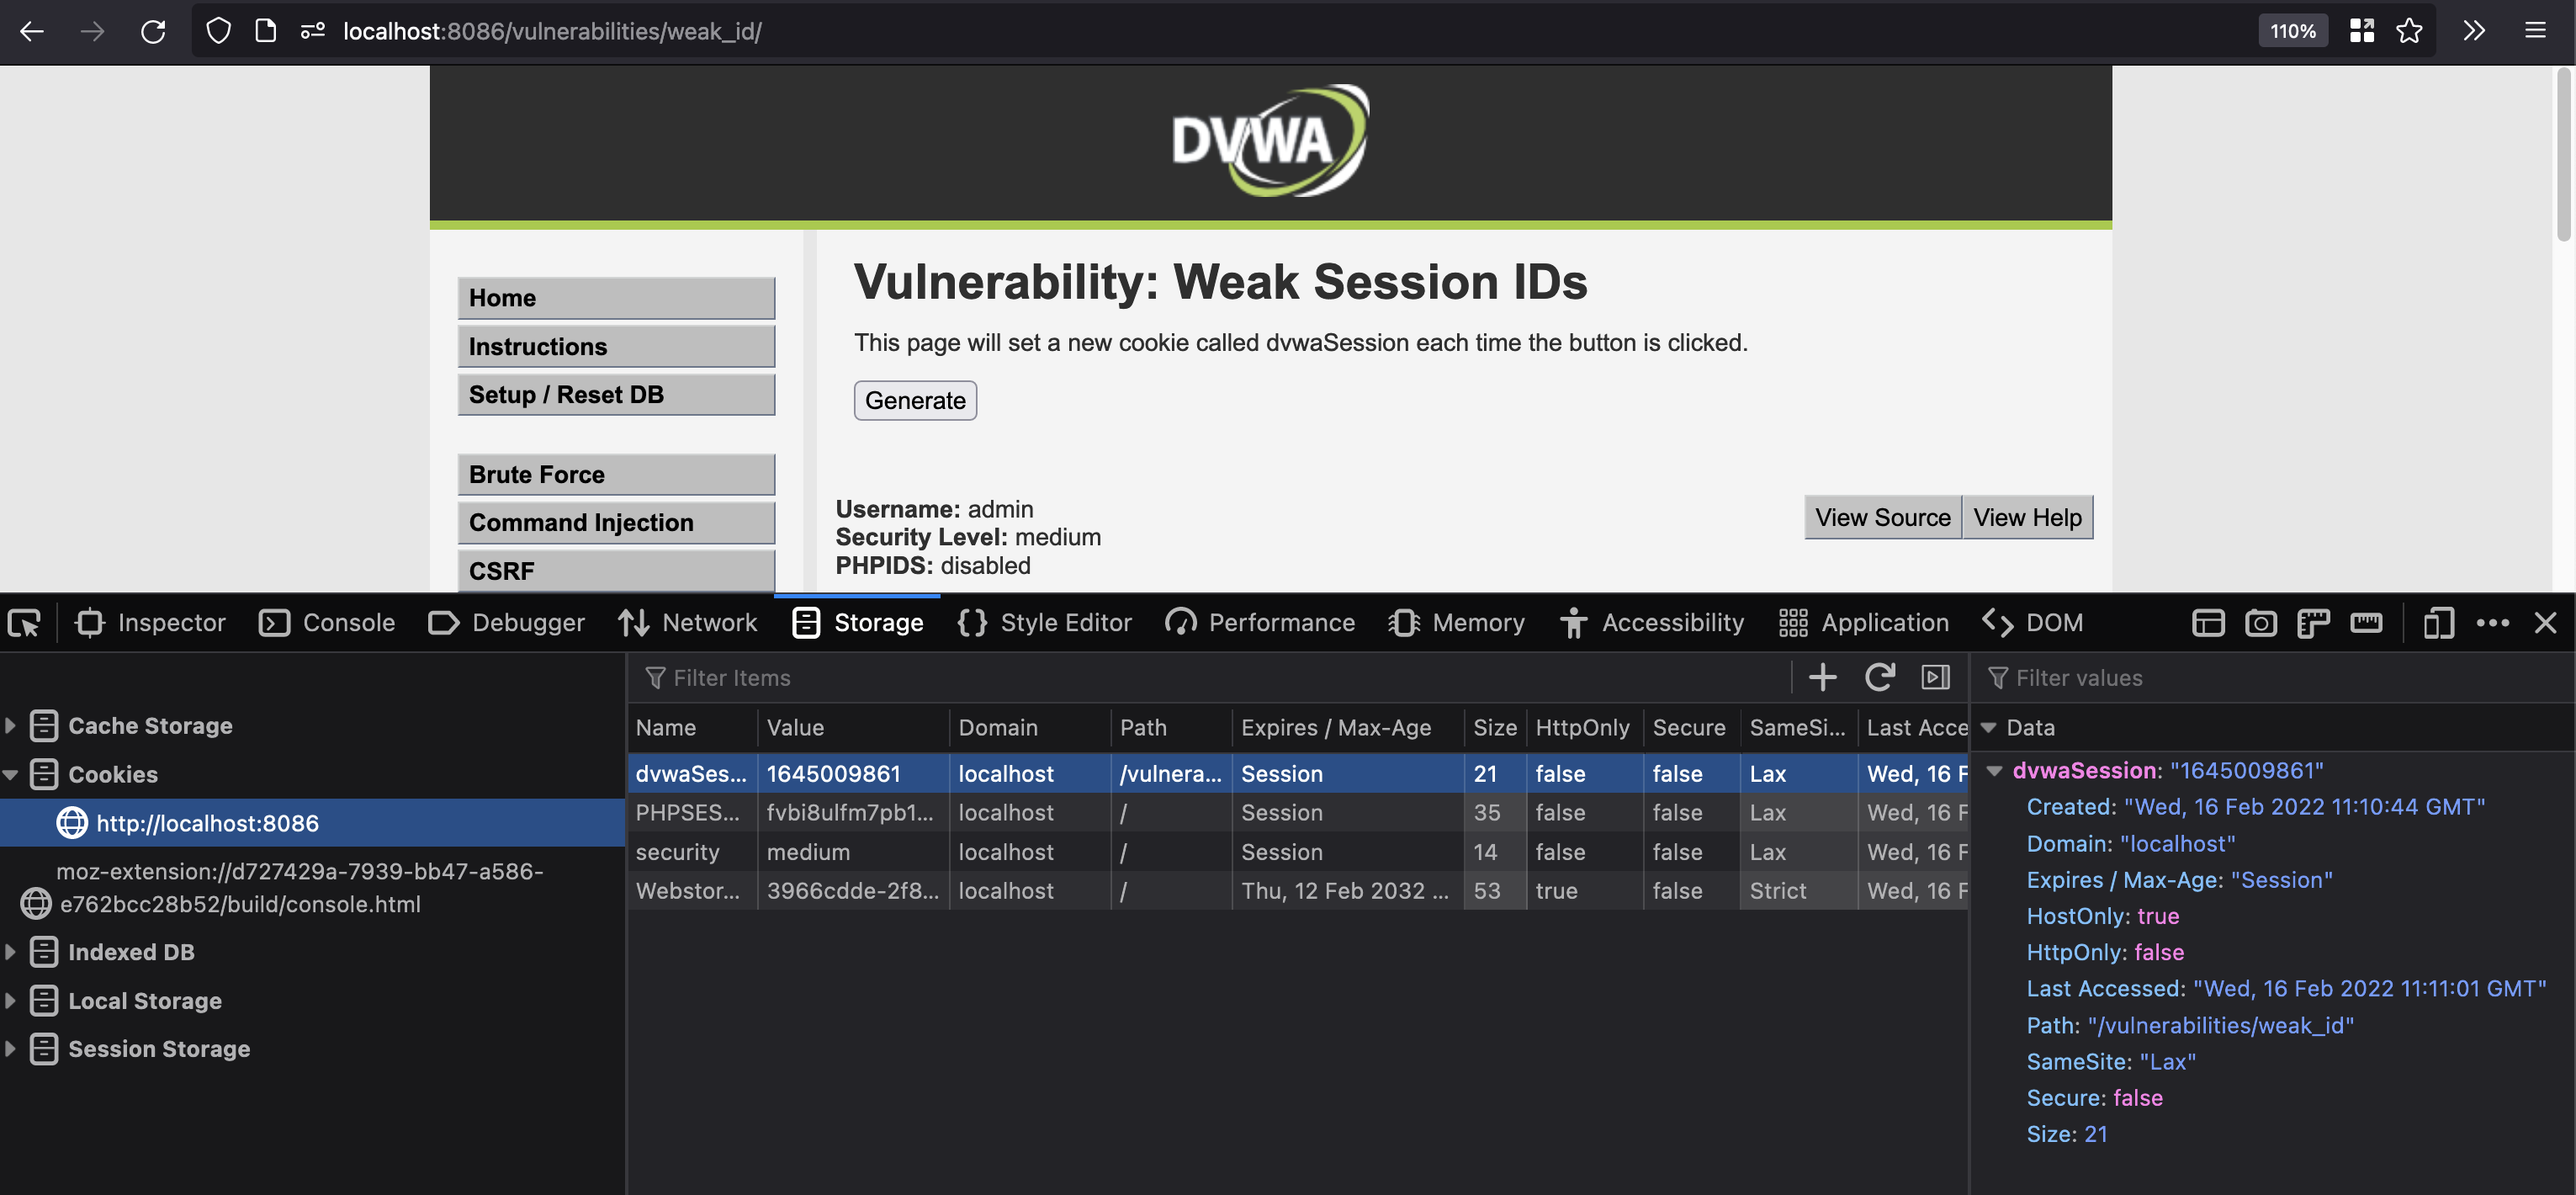 localhost:8086/vulnerabilities/weak_id/
110%
DVWA
Home
Instructions
Setup / Reset DB
Brute Force
Command Injection
CSRF
Vulnerability: Weak Session IDs
This page will set a new cookie called dvwaSession each time the button is clicked.
Generate
Username: admin
Security Level: medium
PHPIDS: disabled
View Source View Help
Inspector Console Debugger Network Storage Style Editor Performance Memory Accessibility Application DOM
Cache Storage
Cookies
http://localhost:8086
moz-extension://d727429a-7939-bb47-a586-
e762bcc28b52/build/console.html
Indexed DB
Local Storage
Session Storage
Filter Items
Name Value Domain Path Expires / Max-Age Size HttpOnly Secure SameSi... Last Acce
dvwaSes... 1645009861 localhost /vulnera... Session 21 false false Lax Wed, 16 F
PHPSES... fvbi8ulfm7pb1... localhost / Session 35 false false Lax Wed, 16 F
security medium localhost / Session 14 false false Lax Wed, 16 F
Webstor... 3966cdde-2f8... localhost / Thu, 12 Feb 2032 ... 53 true false Strict Wed, 16 F
Filter values
Data
dvwaSession: "1645009861"
Created: "Wed, 16 Feb 2022 11:10:44 GMT"
Domain: "localhost"
Expires / Max-Age: "Session"
HostOnly: true
HttpOnly: false
Last Accessed: "Wed, 16 Feb 2022 11:11:01 GMT"
Path: "/vulnerabilities/weak_id"
SameSite: "Lax"
Secure: false
Size: 21